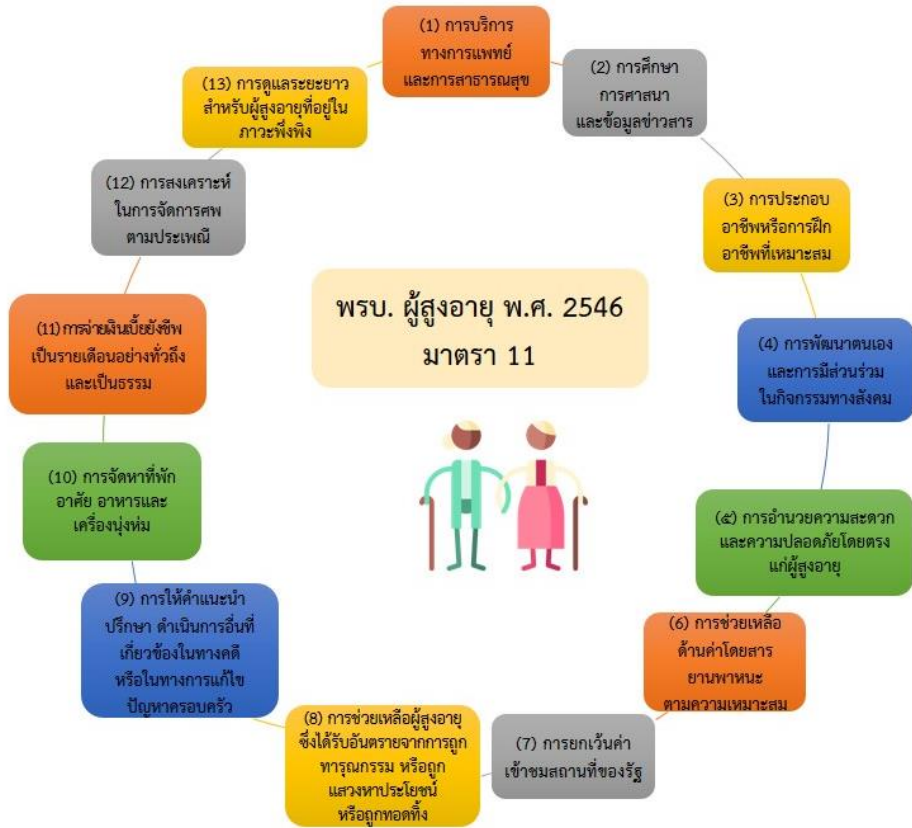 (1) การบริการ
ทางการแพทย์
และการสาธารณสุข
(2) การศึกษา
การศาสนา
และข้อมูลข่าวสาร
(3) การประกอบ
อาชีพหรือการฝึก
อาชีพที่เหมาะสม
(4) การพัฒนาตนเอง
และการมีส่วนร่วม
ในกิจกรรมทางสังคม
(๕) การอำนวยความสะดวก
และความปลอดภัยโดยตรง
แก่ผู้สูงอายุ
(6) การช่วยเหลือ
ด้านค่าโดยสาร
ยานพาหนะ
ตามความเหมาะสม
(7) การยกเว้นค่า
เข้าชมสถานที่ของรัฐ
(8) การช่วยเหลือผู้สูงอายุ
ซึ่งได้รับอันตรายจากการถูก
ทารุณกรรม หรือถูก
แสวงหาประโยชน์
หรือถูกทอดทิ้ง
(9) การให้คำแนะนำ
ปรึกษา ดำเนินการอื่นที่
เกี่ยวข้องในทางคดี
หรือในทางการแก้ไข
ปัญหาครอบครัว
(10) การจัดหาที่พัก
อาศัย อาหารและ
เครื่องนุ่งห่ม
(11) การจ่ายเงินเบี้ยยังชีพ
เป็นรายเดือนอย่างทั่วถึง
และเป็นธรรม
(12) การสงเคราะห์
ในการจัดการศพ
ตามประเพณี
(13) การดูแลระยะยาว
สำหรับผู้สูงอายุที่อยู่ใน
ภาวะพึ่งพิง
พรบ. ผู้สูงอายุ พ.ศ. 2546
มาตรา 11